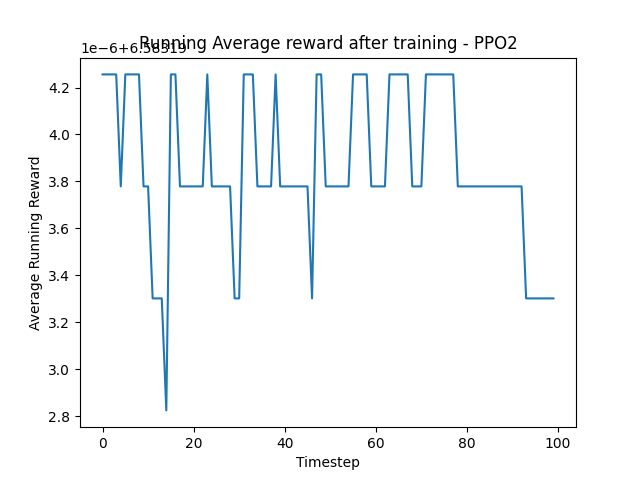 Running Average reward after training - PPO2
1e−6+6.58319
4.2
4.0
3.8
3.6
3.4
3.2
3.0
2.8
Average Running Reward
0 20 40 60 80 100
Timestep